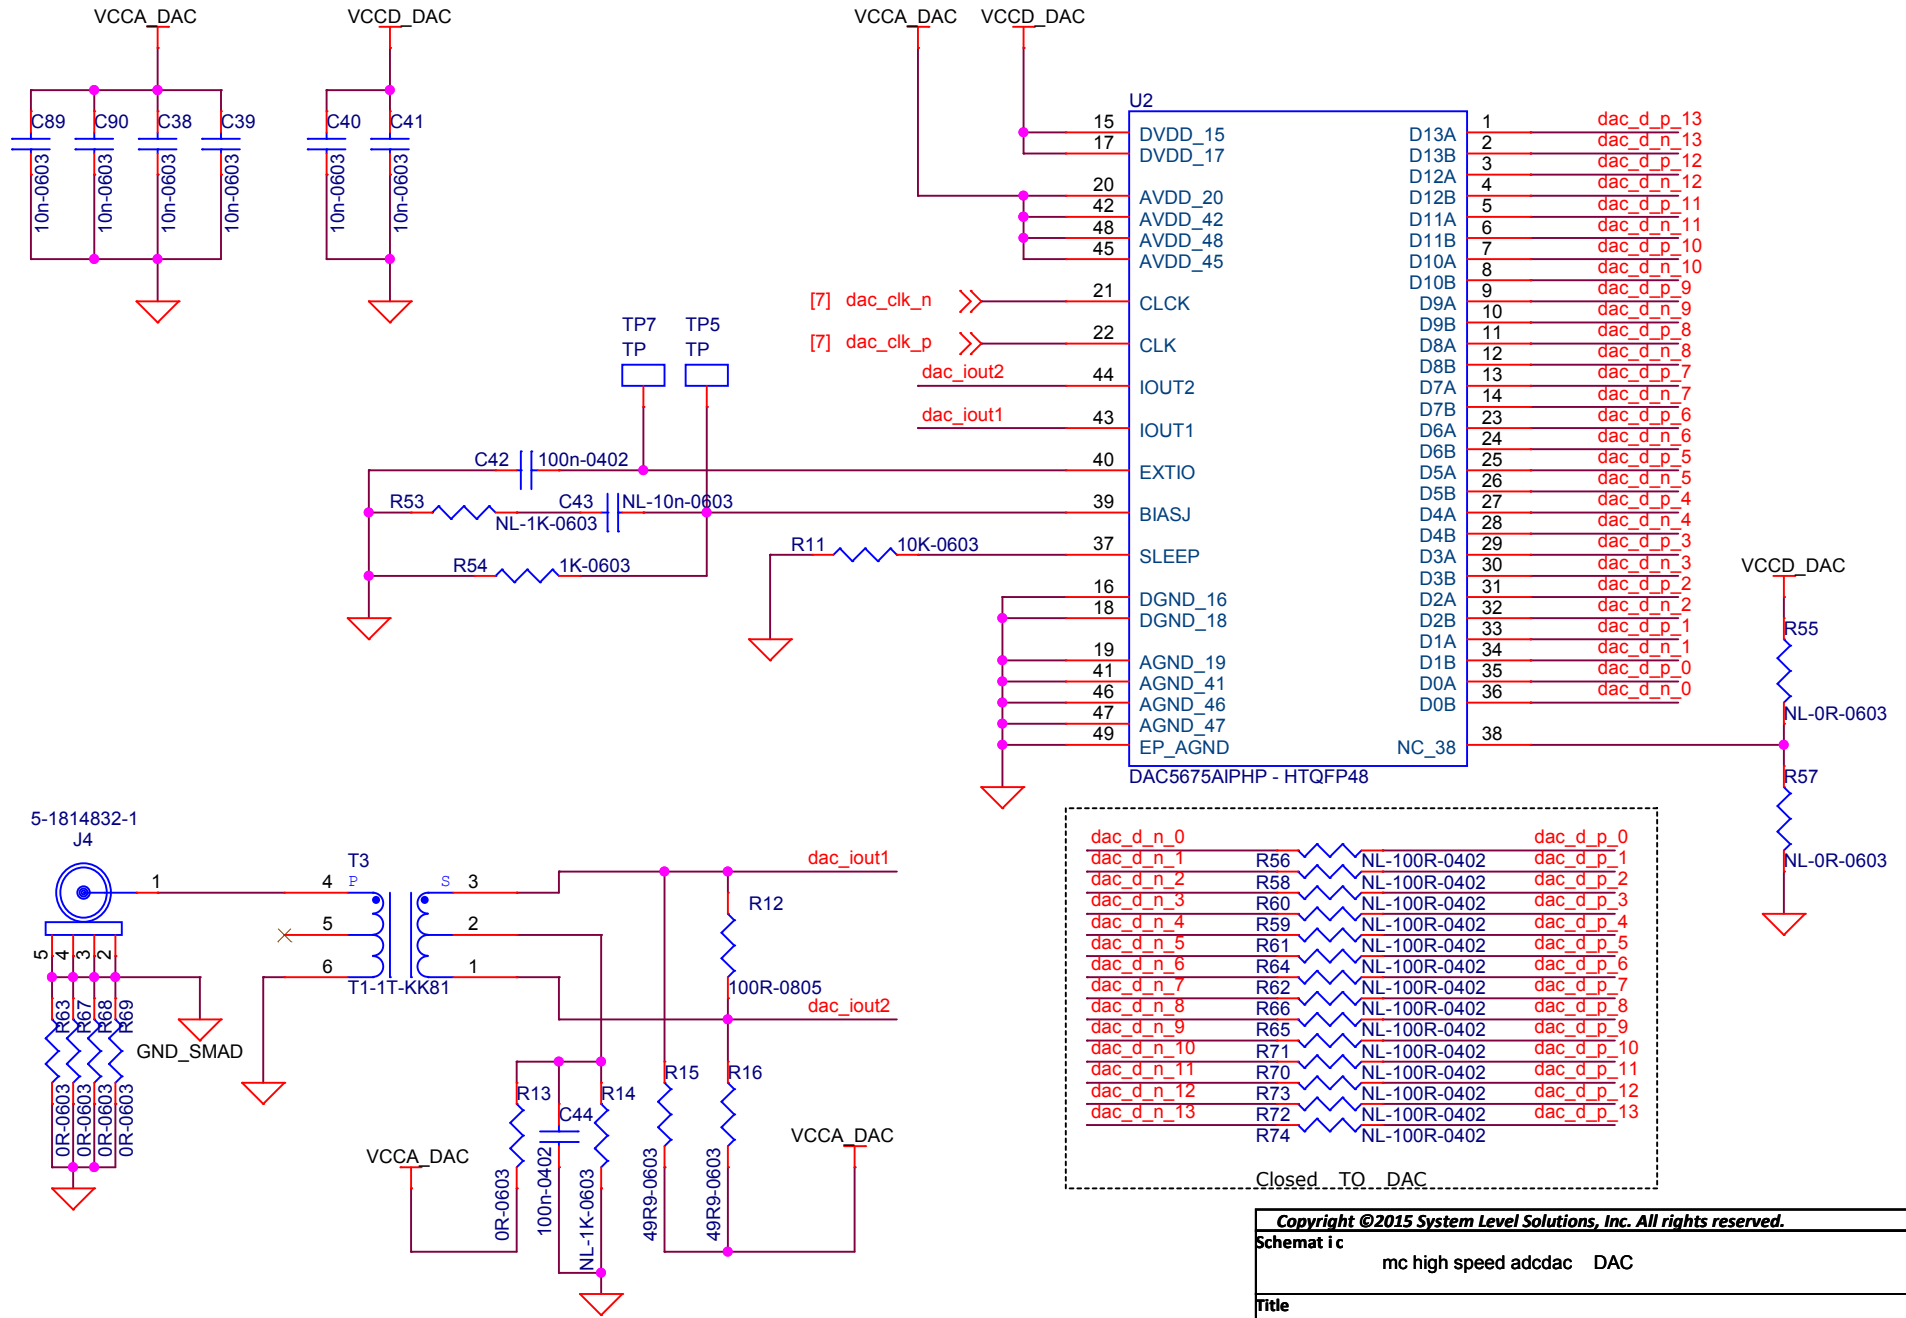 VCCA_DAC
VCCD_DAC
C89
C90
C38
C39
C40
C41
10n-0603
10n-0603
10n-0603
10n-0603
10n-0603
10n-0603
VCCA_DAC
VCCD_DAC
U2
15
DVDD_15
17
DVDD_17
20
AVDD_20
42
AVDD_42
48
AVDD_48
45
AVDD_45
[7] dac_clk_n
21
CLCK
[7] dac_clk_p
22
CLK
dac_iout2
44
IOUT2
dac_iout1
43
IOUT1
TP7
TP
TP5
TP
C42
100n-0402
40
EXTIO
R53
NL-1K-0603
C43
NL-10n-0603
39
BIASJ
R54
1K-0603
R11
10K-0603
37
SLEEP
16
DGND_16
18
DGND_18
19
AGND_19
41
AGND_41
46
AGND_46
47
AGND_47
49
EP_AGND
DAC5675AIPHP - HTQFP48
D13A 1 dac_d_p_13
D13B 2 dac_d_n_13
D12A 3 dac_d_p_12
D12B 4 dac_d_n_12
D11A 5 dac_d_p_11
D11B 6 dac_d_n_11
D10A 7 dac_d_p_10
D10B 8 dac_d_n_10
D9A 9 dac_d_p_9
D9B 10 dac_d_n_9
D8A 11 dac_d_p_8
D8B 12 dac_d_n_8
D7A 13 dac_d_p_7
D7B 14 dac_d_n_7
D6A 23 dac_d_p_6
D6B 24 dac_d_n_6
D5A 25 dac_d_p_5
D5B 26 dac_d_n_5
D4A 27 dac_d_p_4
D4B 28 dac_d_n_4
D3A 29 dac_d_p_3
D3B 30 dac_d_n_3
D2A 31 dac_d_p_2
D2B 32 dac_d_n_2
D1A 33 dac_d_p_1
D1B 34 dac_d_n_1
D0A 35 dac_d_p_0
D0B 36 dac_d_n_0
NC_38 38
VCCD_DAC
R55
NL-0R-0603
R57
NL-0R-0603
5-1814832-1
J4
1
5
4
3
2
R63
R67
R68
R69
0R-0603
0R-0603
0R-0603
0R-0603
GND_SMAD
T3
4 P S 3
5 2
6 1
T1-1T-KK81
dac_iout1
R12
100R-0805
dac_iout2
R13
0R-0603
C44
100n-0402
R14
NL-1K-0603
R15
49R9-0603
R16
49R9-0603
VCCA_DAC
VCCA_DAC
dac_d_n_0 R56 NL-100R-0402 dac_d_p_0
dac_d_n_1 R58 NL-100R-0402 dac_d_p_1
dac_d_n_2 R60 NL-100R-0402 dac_d_p_2
dac_d_n_3 R59 NL-100R-0402 dac_d_p_3
dac_d_n_4 R61 NL-100R-0402 dac_d_p_4
dac_d_n_5 R64 NL-100R-0402 dac_d_p_5
dac_d_n_6 R62 NL-100R-0402 dac_d_p_6
dac_d_n_7 R66 NL-100R-0402 dac_d_p_7
dac_d_n_8 R65 NL-100R-0402 dac_d_p_8
dac_d_n_9 R71 NL-100R-0402 dac_d_p_9
dac_d_n_10 R70 NL-100R-0402 dac_d_p_10
dac_d_n_11 R73 NL-100R-0402 dac_d_p_11
dac_d_n_12 R72 NL-100R-0402 dac_d_p_12
dac_d_n_13 R74 NL-100R-0402 dac_d_p_13
Closed TO DAC
Copyright ©2015 System Level Solutions, Inc. All rights reserved.
Schematic
mc high speed adcdac DAC
Title